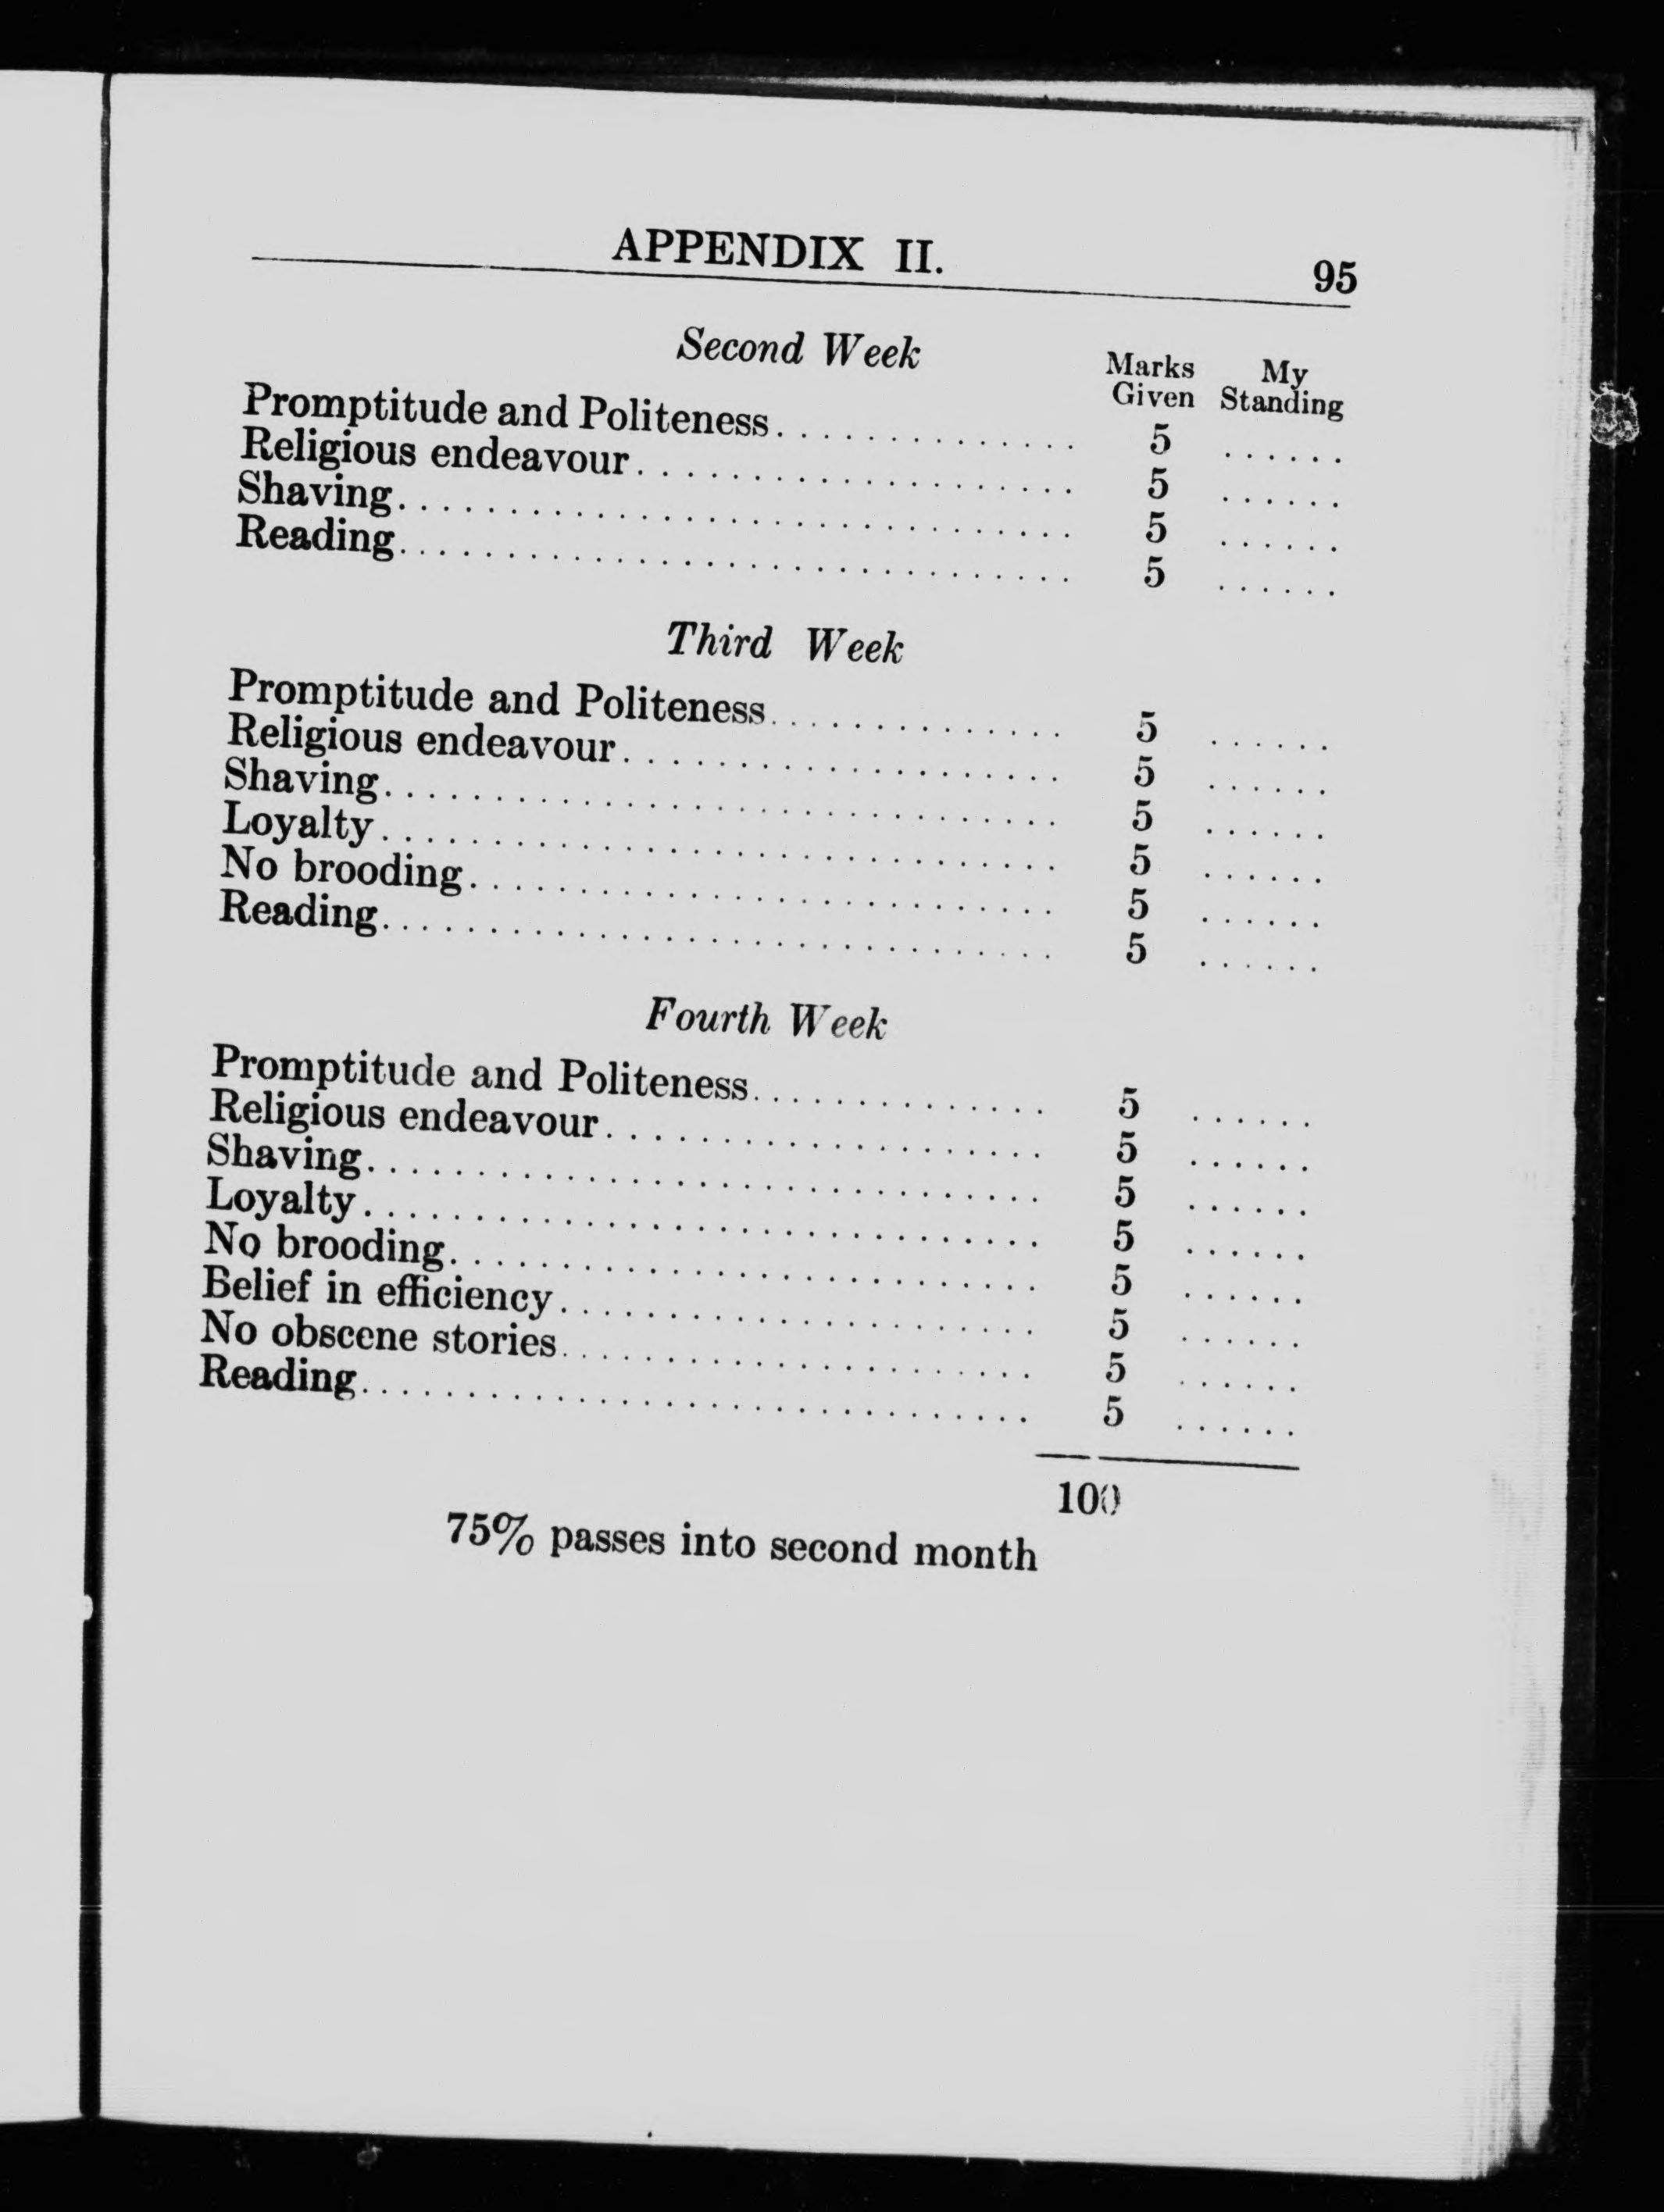 APPENDIX II. 95
Second Week
Marks Given My Standing
Promptitude and Politeness.............. 5 ......
Religious endeavour.................... 5 ......
Shaving............................... 5 ......
Reading............................... 5 ......
Third Week
Promptitude and Politeness.............. 5 ......
Religious endeavour.................... 5 ......
Shaving............................... 5 ......
Loyalty............................... 5 ......
No brooding........................... 5 ......
Reading............................... 5 ......
Fourth Week
Promptitude and Politeness.............. 5 ......
Religious endeavour.................... 5 ......
Shaving............................... 5 ......
Loyalty............................... 5 ......
No brooding........................... 5 ......
Belief in efficiency...................... 5 ......
No obscene stories...................... 5 ......
Reading............................... 5 ......
100
75% passes into second month